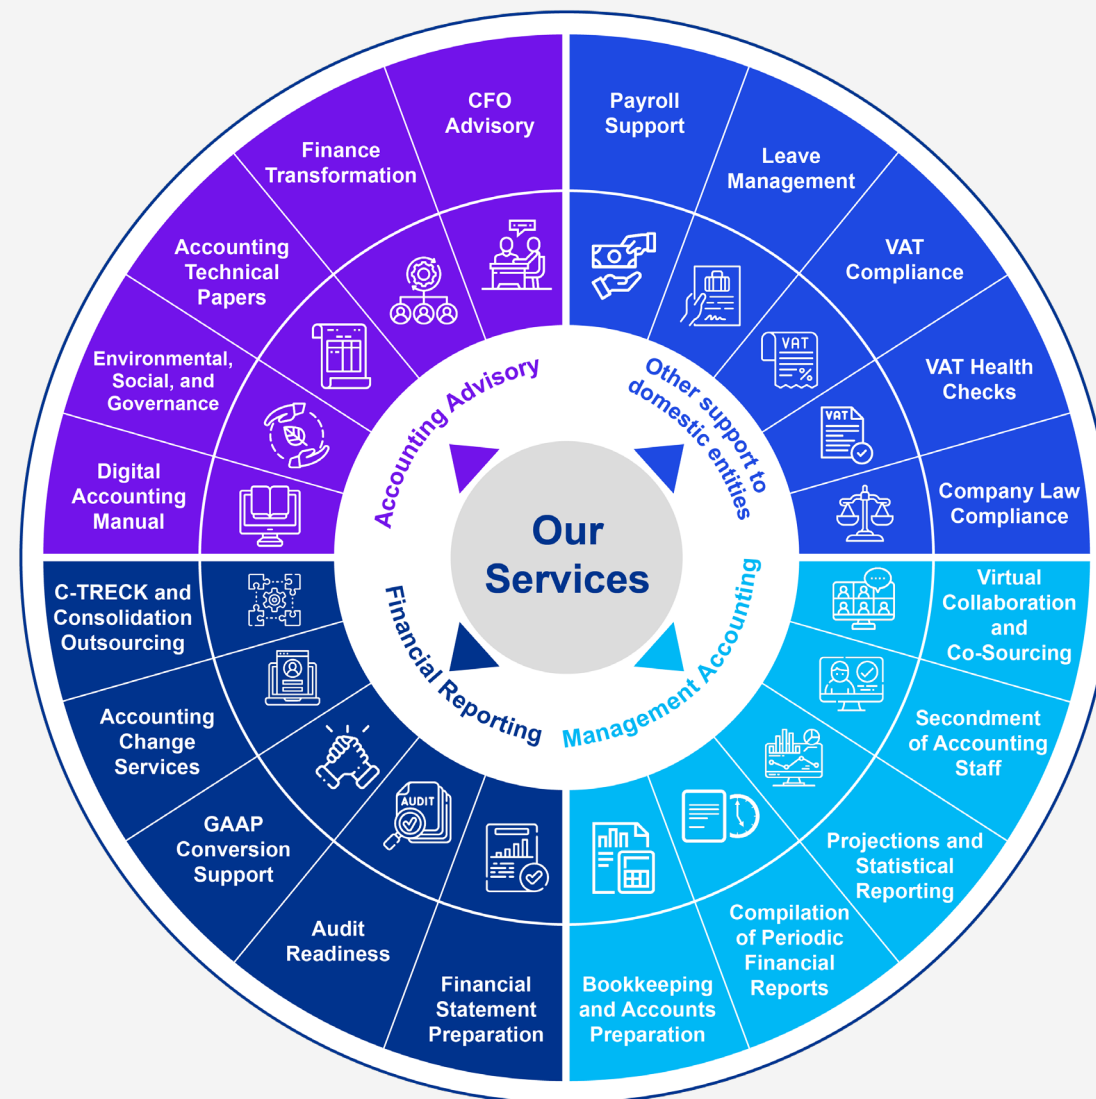 Our
Services
Accounting Advisory
CFO
Advisory
Finance
Transformation
Accounting
Technical
Papers
Environmental,
Social, and
Governance
Digital
Accounting
Manual
Other support to
domestic entities
Payroll
Support
Leave
Management
VAT
Compliance
VAT
VAT Health
Checks
VAT
Company Law
Compliance
Management Accounting
Virtual
Collaboration
and
Co-Sourcing
Secondment
of Accounting
Staff
Projections and
Statistical
Reporting
Compilation
of Periodic
Financial
Reports
Bookkeeping
and Accounts
Preparation
Financial Reporting
Financial
Statement
Preparation
Audit
Readiness
AUDIT
GAAP
Conversion
Support
Accounting
Change
Services
C-TRECK and
Consolidation
Outsourcing